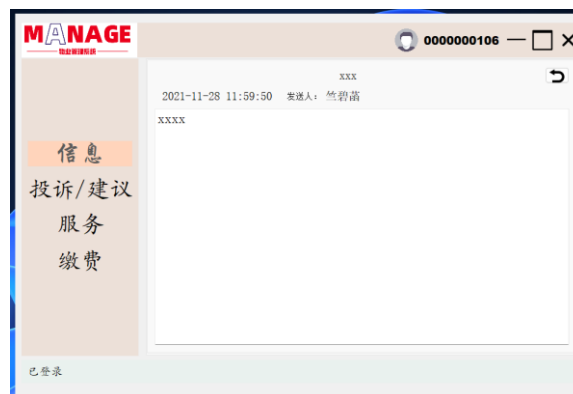 MANAGE
物业管理系统
0000000106
xxx
2021-11-28 11:59:50 发送人： 竺碧菡
xxxx
信息
投诉/建议
服务
缴费
已登录